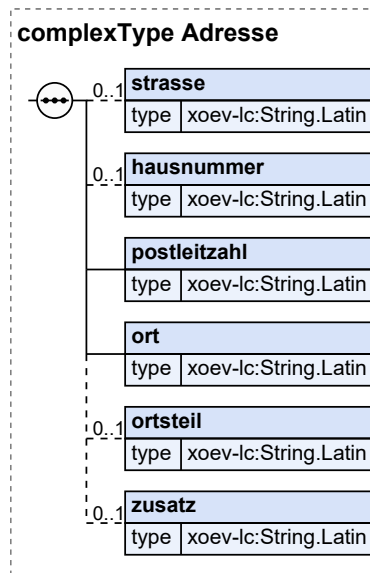 complexType Adresse
0..1
strasse
type xoev-lc:String.Latin
0..1
hausnummer
type xoev-lc:String.Latin
postleitzahl
type xoev-lc:String.Latin
ort
type xoev-lc:String.Latin
0..1
ortsteil
type xoev-lc:String.Latin
0..1
zusatz
type xoev-lc:String.Latin